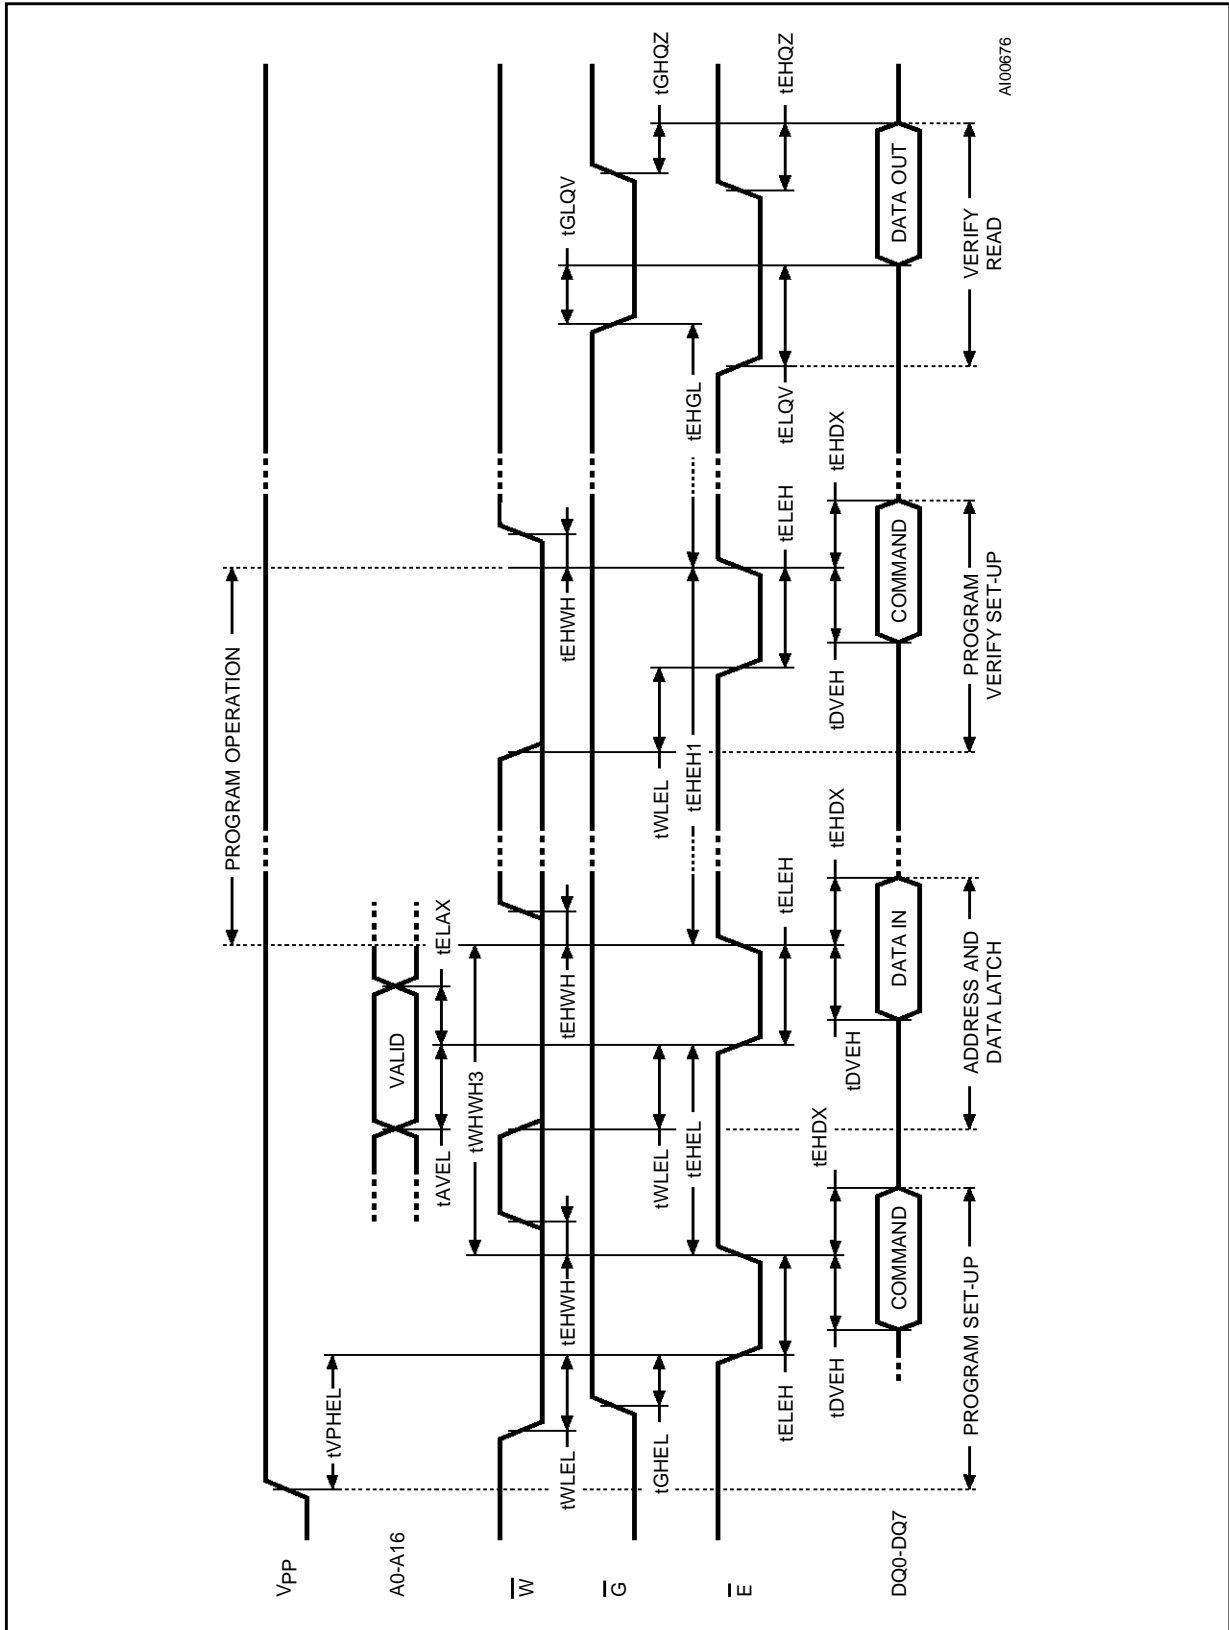 VPP
A0-A16
W
G
E
DQ0-DQ7
PROGRAM OPERATION
tVPHEL
VALID
tAVEL
tELAX
tWHWH3
tWLEL
tEHWH
tEHWH
tEHWH
tGLQV
tGHEL
tWLEL
tWLEL
tGHQZ
tEHEL
tEHEH1
tEHGL
tELEH
tELEH
tELEH
tELQV
tEHQZ
tDVEH
tEHDX
tDVEH
tEHDX
tDVEH
tEHDX
COMMAND
DATA IN
COMMAND
DATA OUT
PROGRAM SET-UP
ADDRESS AND
DATA LATCH
PROGRAM
VERIFY SET-UP
VERIFY
READ
AI00676